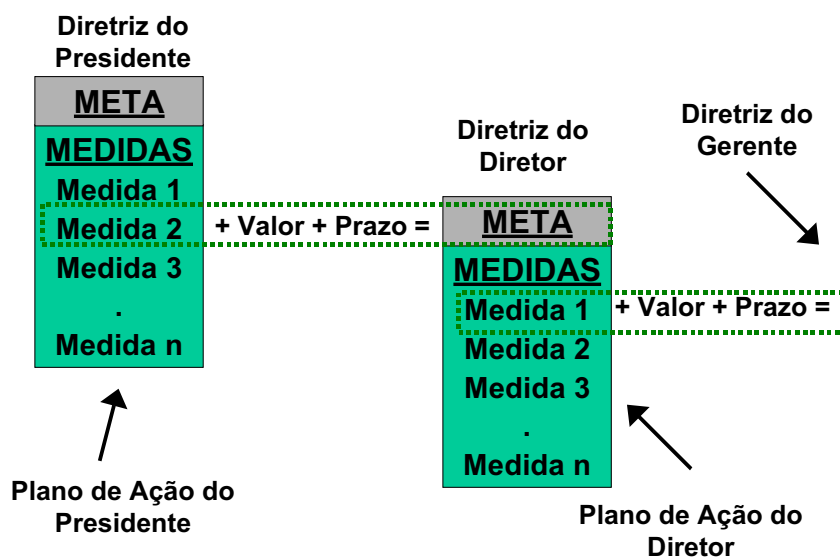 Diretriz do
Presidente
META
MEDIDAS
Medida 1
Medida 2
Medida 3
.
Medida n
+ Valor + Prazo =
Plano de Ação do
Presidente
Diretriz do
Diretor
META
MEDIDAS
Medida 1
Medida 2
Medida 3
.
Medida n
+ Valor + Prazo =
Plano de Ação do
Diretor
Diretriz do
Gerente